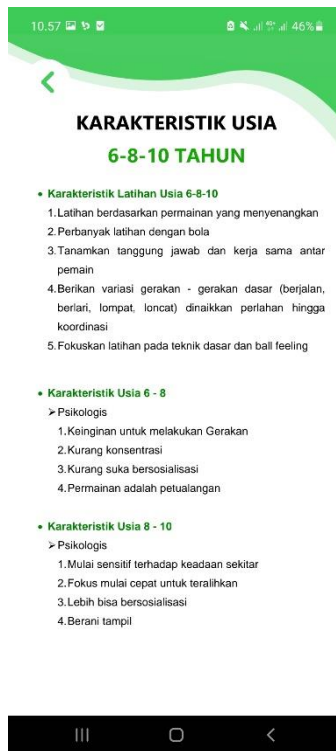 10.57
46%
KARAKTERISTIK USIA
6-8-10 TAHUN
• Karakteristik Latihan Usia 6-8-10
1.Latihan berdasarkan permainan yang menyenangkan
2.Perbanyak latihan dengan bola
3.Tanamkan tanggung jawab dan kerja sama antar
pemain
4.Berikan variasi gerakan - gerakan dasar (berjalan,
berlari, lompat, loncat) dinaikkan perlahan hingga
koordinasi
5.Fokuskan latihan pada teknik dasar dan ball feeling
• Karakteristik Usia 6 - 8
➢Psikologis
1.Keinginan untuk melakukan Gerakan
2.Kurang konsentrasi
3.Kurang suka bersosialisasi
4.Permainan adalah petualangan
• Karakteristik Usia 8 - 10
➢Psikologis
1.Mulai sensitif terhadap keadaan sekitar
2.Fokus mulai cepat untuk teralihkan
3.Lebih bisa bersosialisasi
4.Berani tampil